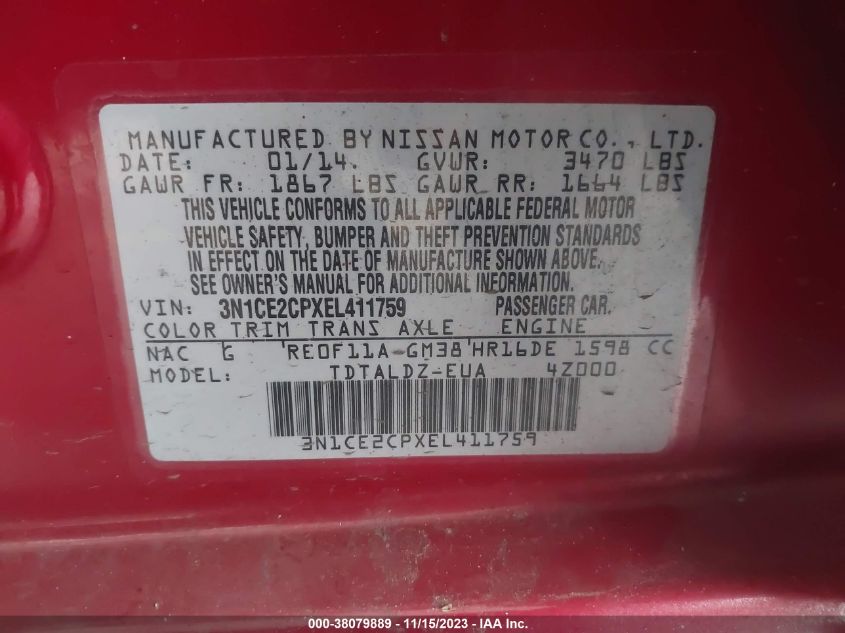 MANUFACTURED BY NISSAN MOTOR CO., LTD.
DATE: 01/14. GVWR: 3470 LBS
GAWR FR: 1867 LBS GAWR RR: 1664 LBS
THIS VEHICLE CONFORMS TO ALL APPLICABLE FEDERAL MOTOR
VEHICLE SAFETY, BUMPER AND THEFT PREVENTION STANDARDS
IN EFFECT ON THE DATE OF MANUFACTURE SHOWN ABOVE.
SEE OWNER'S MANUAL FOR ADDITIONAL INFORMATION.
VIN: 3N1CE2CPXEL411759 PASSENGER CAR.
COLOR TRIM TRANS AXLE ENGINE
NAC G RE0F11A-GM38 HR16DE 1598 CC
MODEL: TDTALDZ-EUA 4Z000
3N1CE2CPXEL411759
000-38079889 - 11/15/2023 - IAA Inc.